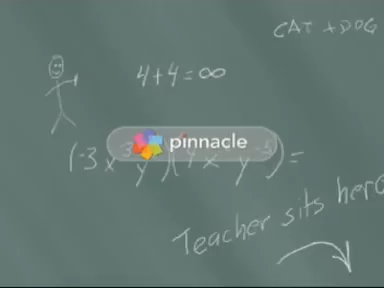 CAT + DOG
4+4=∞
pinnacle
Teacher sits here